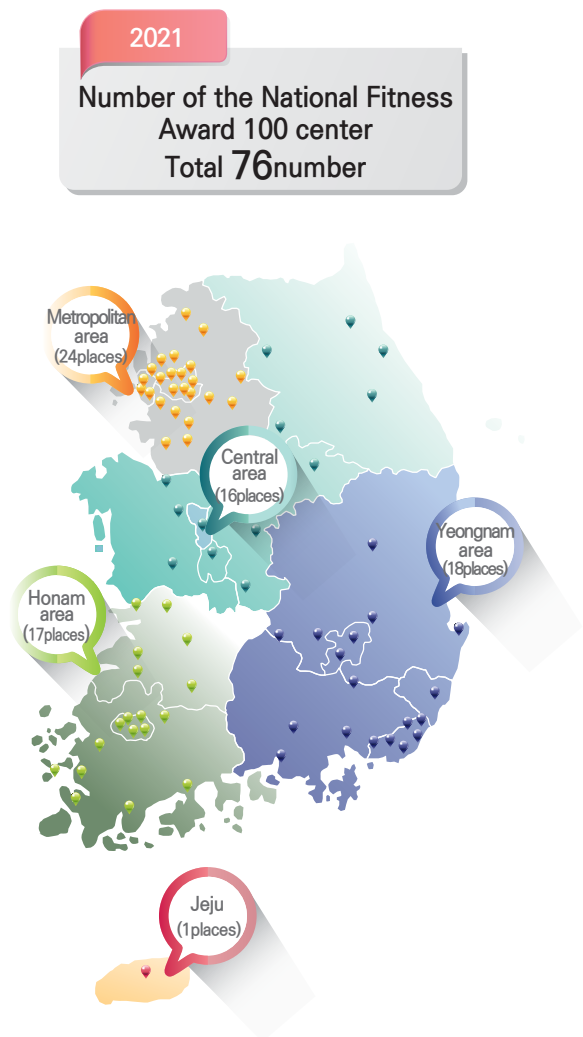 2021
Number of the National Fitness
Award 100 center
Total 76number
Metropolitan
area
(24places)
Central
area
(16places)
Yeongnam
area
(18places)
Honam
area
(17places)
Jeju
(1places)